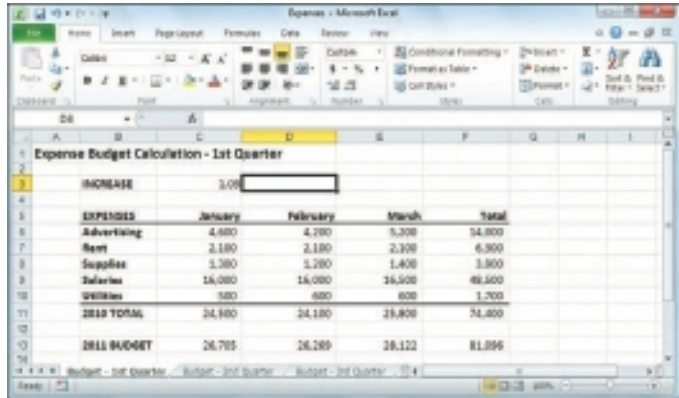 Expenses - Microsoft Excel
File Home Insert Page Layout Formulas Data Review View
Calibri 12 Custom Conditional Formatting Insert
Paste B I U $ % , Format as Table Delete Sort & Filter Find & Select
Cell Styles Format
Clipboard Font Alignment Number Styles Cells Editing
D3
A B C D E F G H I
1 Expense Budget Calculation - 1st Quarter
2
3 INCREASE 1.09
4
5 EXPENSES January February March Total
6 Advertising 4,600 4,200 5,200 14,000
7 Rent 2,100 2,100 2,100 6,300
8 Supplies 1,300 1,200 1,400 3,900
9 Salaries 16,000 16,000 16,500 48,500
10 Utilities 500 600 600 1,700
11 2010 TOTAL 24,500 24,100 25,800 74,400
12
13 2011 BUDGET 26,705 26,269 28,122 81,096
14
Budget - 1st Quarter Budget - 2nd Quarter Budget - 3rd Quarter
Ready